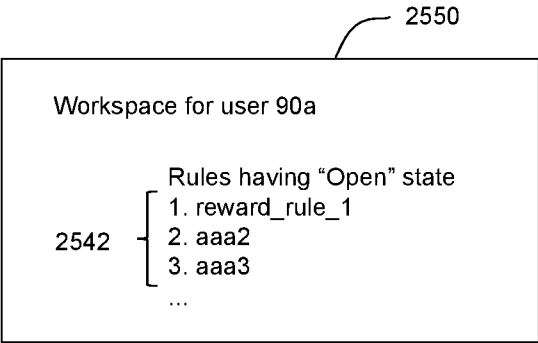 2550
Workspace for user 90a
Rules having “Open” state
1. reward_rule_1
2542
2. aaa2
3. aaa3
...